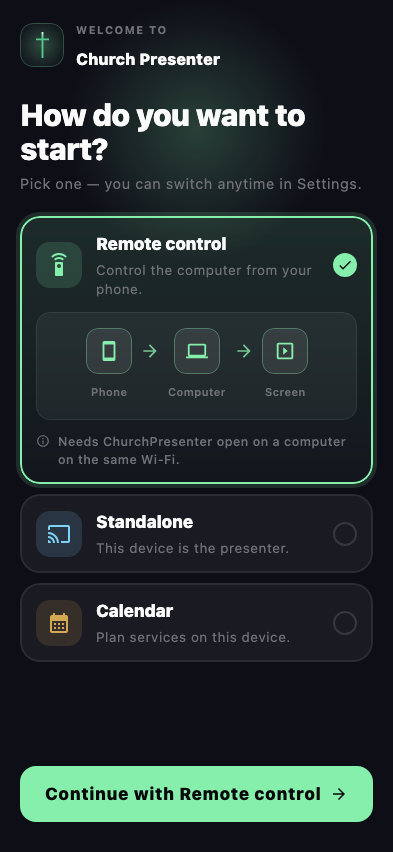 WELCOME TO
Church Presenter
How do you want to
start?
Pick one — you can switch anytime in Settings.
Remote control
Control the computer from your
phone.
Phone
Computer
Screen
Needs ChurchPresenter open on a computer
on the same Wi-Fi.
Standalone
This device is the presenter.
Calendar
Plan services on this device.
Continue with Remote control